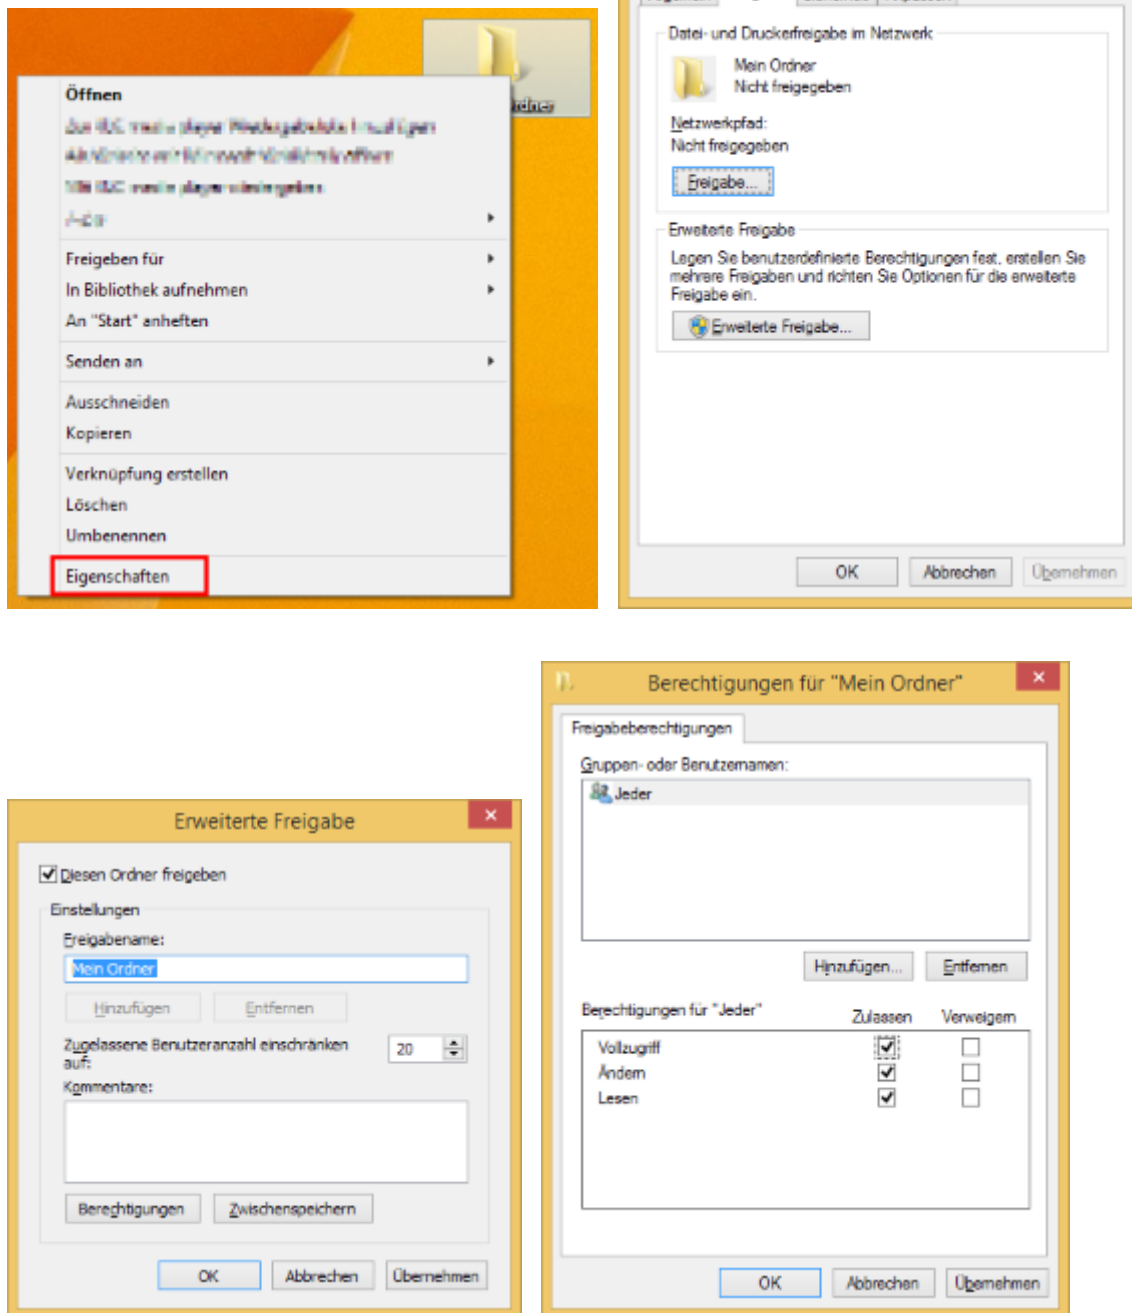 Öffnen
Freigeben für
In Bibliothek aufnehmen
An "Start" anheften
Senden an
Ausschneiden
Kopieren
Verknüpfung erstellen
Löschen
Umbenennen
Eigenschaften
Datei- und Druckerfreigabe im Netzwerk
Mein Ordner
Nicht freigegeben
Netzwerkpfad:
Nicht freigegeben
Freigabe...
Erweiterte Freigabe
Legen Sie benutzerdefinierte Berechtigungen fest, erstellen Sie
mehrere Freigaben und richten Sie Optionen für die erweiterte
Freigabe ein.
Erweiterte Freigabe...
OK Abbrechen Übernehmen
Erweiterte Freigabe
Diesen Ordner freigeben
Einstellungen
Freigabename:
Mein Ordner
Hinzufügen Entfernen
Zugelassene Benutzeranzahl einschränken
auf:
20
Kommentare:
Berechtigungen Zwischenspeichern
OK Abbrechen Übernehmen
Berechtigungen für "Mein Ordner"
Freigabeberechtigungen
Gruppen- oder Benutzernamen:
Jeder
Hinzufügen... Entfernen
Berechtigungen für "Jeder" Zulassen Verweigern
Vollzugriff
Ändern
Lesen
OK Abbrechen Übernehmen